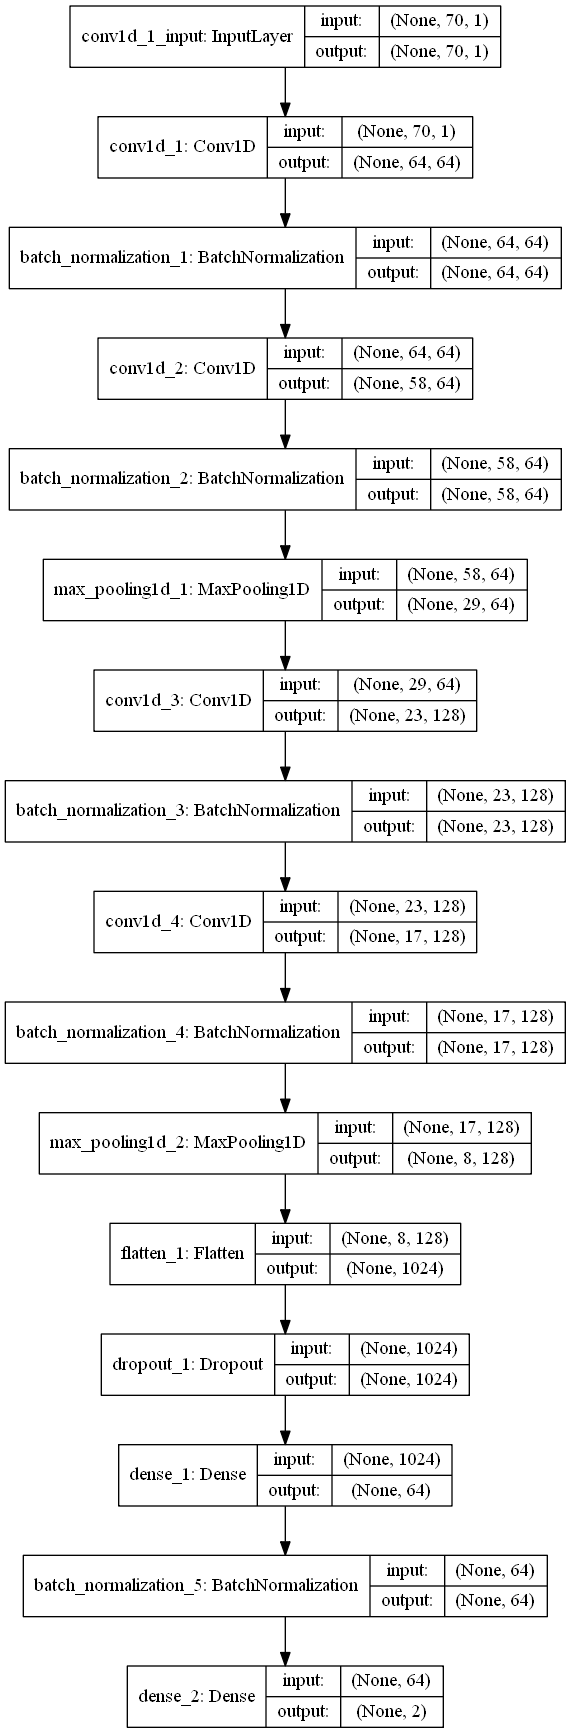 conv1d_1_input: InputLayer
input: (None, 70, 1)
output: (None, 70, 1)
conv1d_1: Conv1D
input: (None, 70, 1)
output: (None, 64, 64)
batch_normalization_1: BatchNormalization
input: (None, 64, 64)
output: (None, 64, 64)
conv1d_2: Conv1D
input: (None, 64, 64)
output: (None, 58, 64)
batch_normalization_2: BatchNormalization
input: (None, 58, 64)
output: (None, 58, 64)
max_pooling1d_1: MaxPooling1D
input: (None, 58, 64)
output: (None, 29, 64)
conv1d_3: Conv1D
input: (None, 29, 64)
output: (None, 23, 128)
batch_normalization_3: BatchNormalization
input: (None, 23, 128)
output: (None, 23, 128)
conv1d_4: Conv1D
input: (None, 23, 128)
output: (None, 17, 128)
batch_normalization_4: BatchNormalization
input: (None, 17, 128)
output: (None, 17, 128)
max_pooling1d_2: MaxPooling1D
input: (None, 17, 128)
output: (None, 8, 128)
flatten_1: Flatten
input: (None, 8, 128)
output: (None, 1024)
dropout_1: Dropout
input: (None, 1024)
output: (None, 1024)
dense_1: Dense
input: (None, 1024)
output: (None, 64)
batch_normalization_5: BatchNormalization
input: (None, 64)
output: (None, 64)
dense_2: Dense
input: (None, 64)
output: (None, 2)